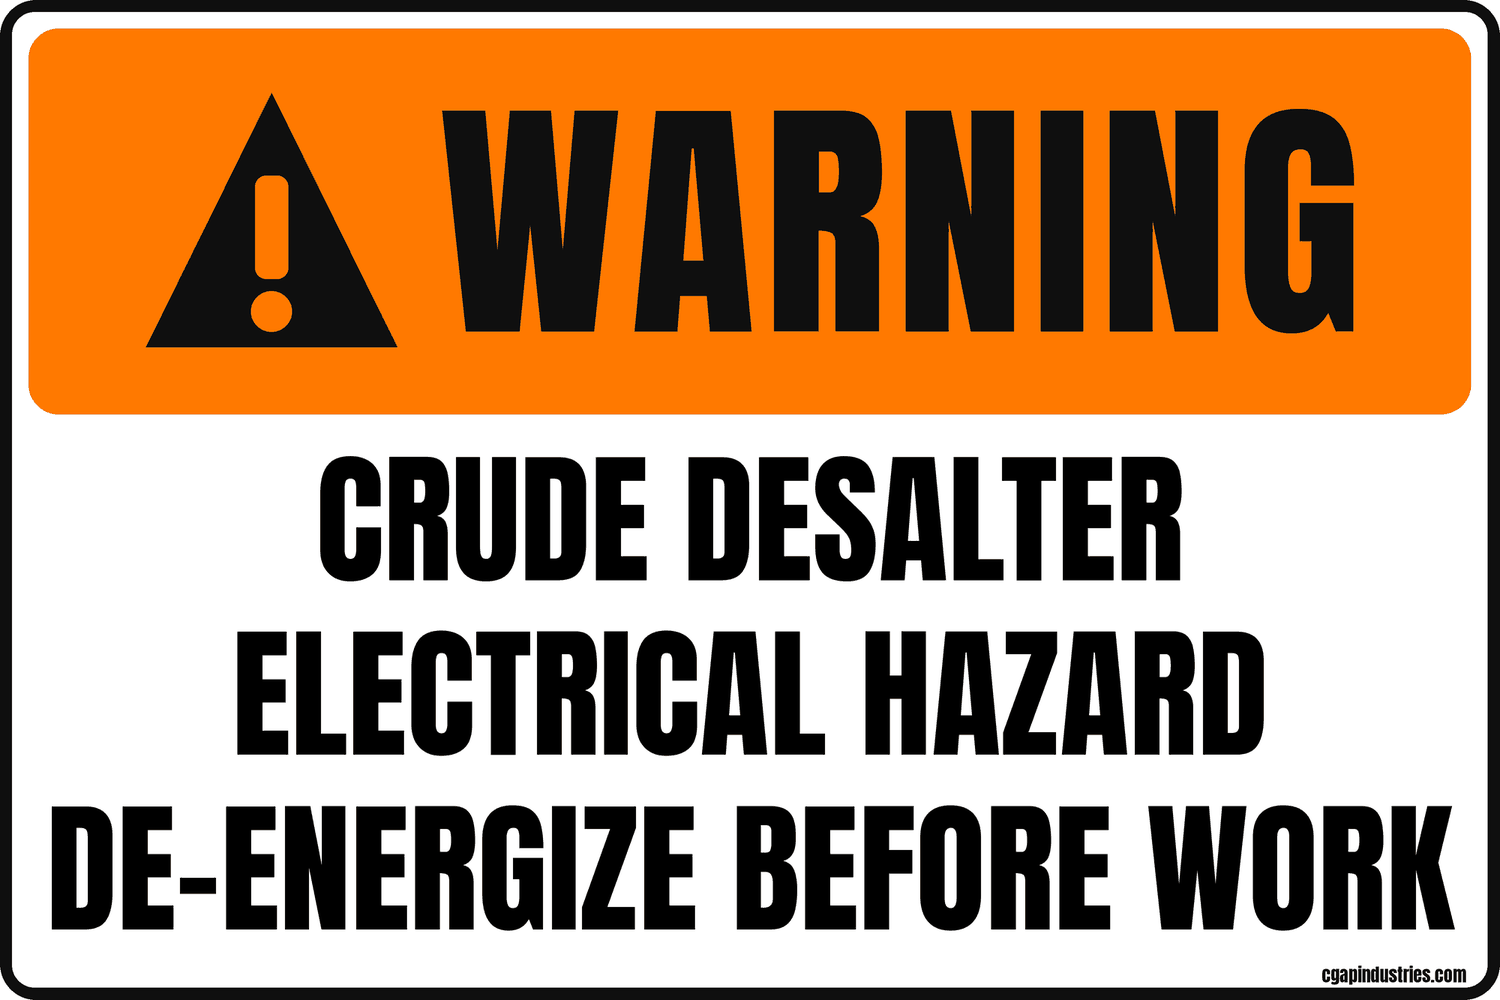 WARNING
CRUDE DESALTER
ELECTRICAL HAZARD
DE-ENERGIZE BEFORE WORK
cgapindustries.com